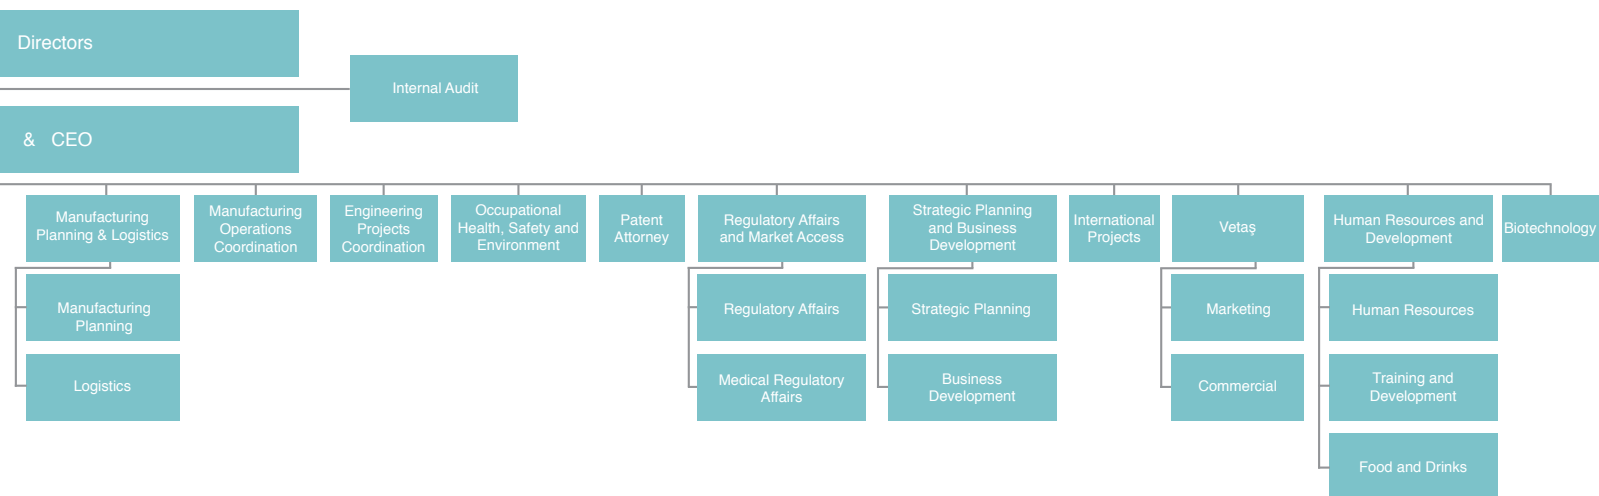 Directors
Internal Audit
& CEO
Manufacturing
Planning & Logistics
Manufacturing
Operations
Coordination
Engineering
Projects
Coordination
Occupational
Health, Safety and
Environment
Patent
Attorney
Regulatory Affairs
and Market Access
Strategic Planning
and Business
Development
International
Projects
Vetaş
Human Resources and
Development
Biotechnology
Manufacturing
Planning
Logistics
Regulatory Affairs
Medical Regulatory
Affairs
Strategic Planning
Business
Development
Marketing
Commercial
Human Resources
Training and
Development
Food and Drinks